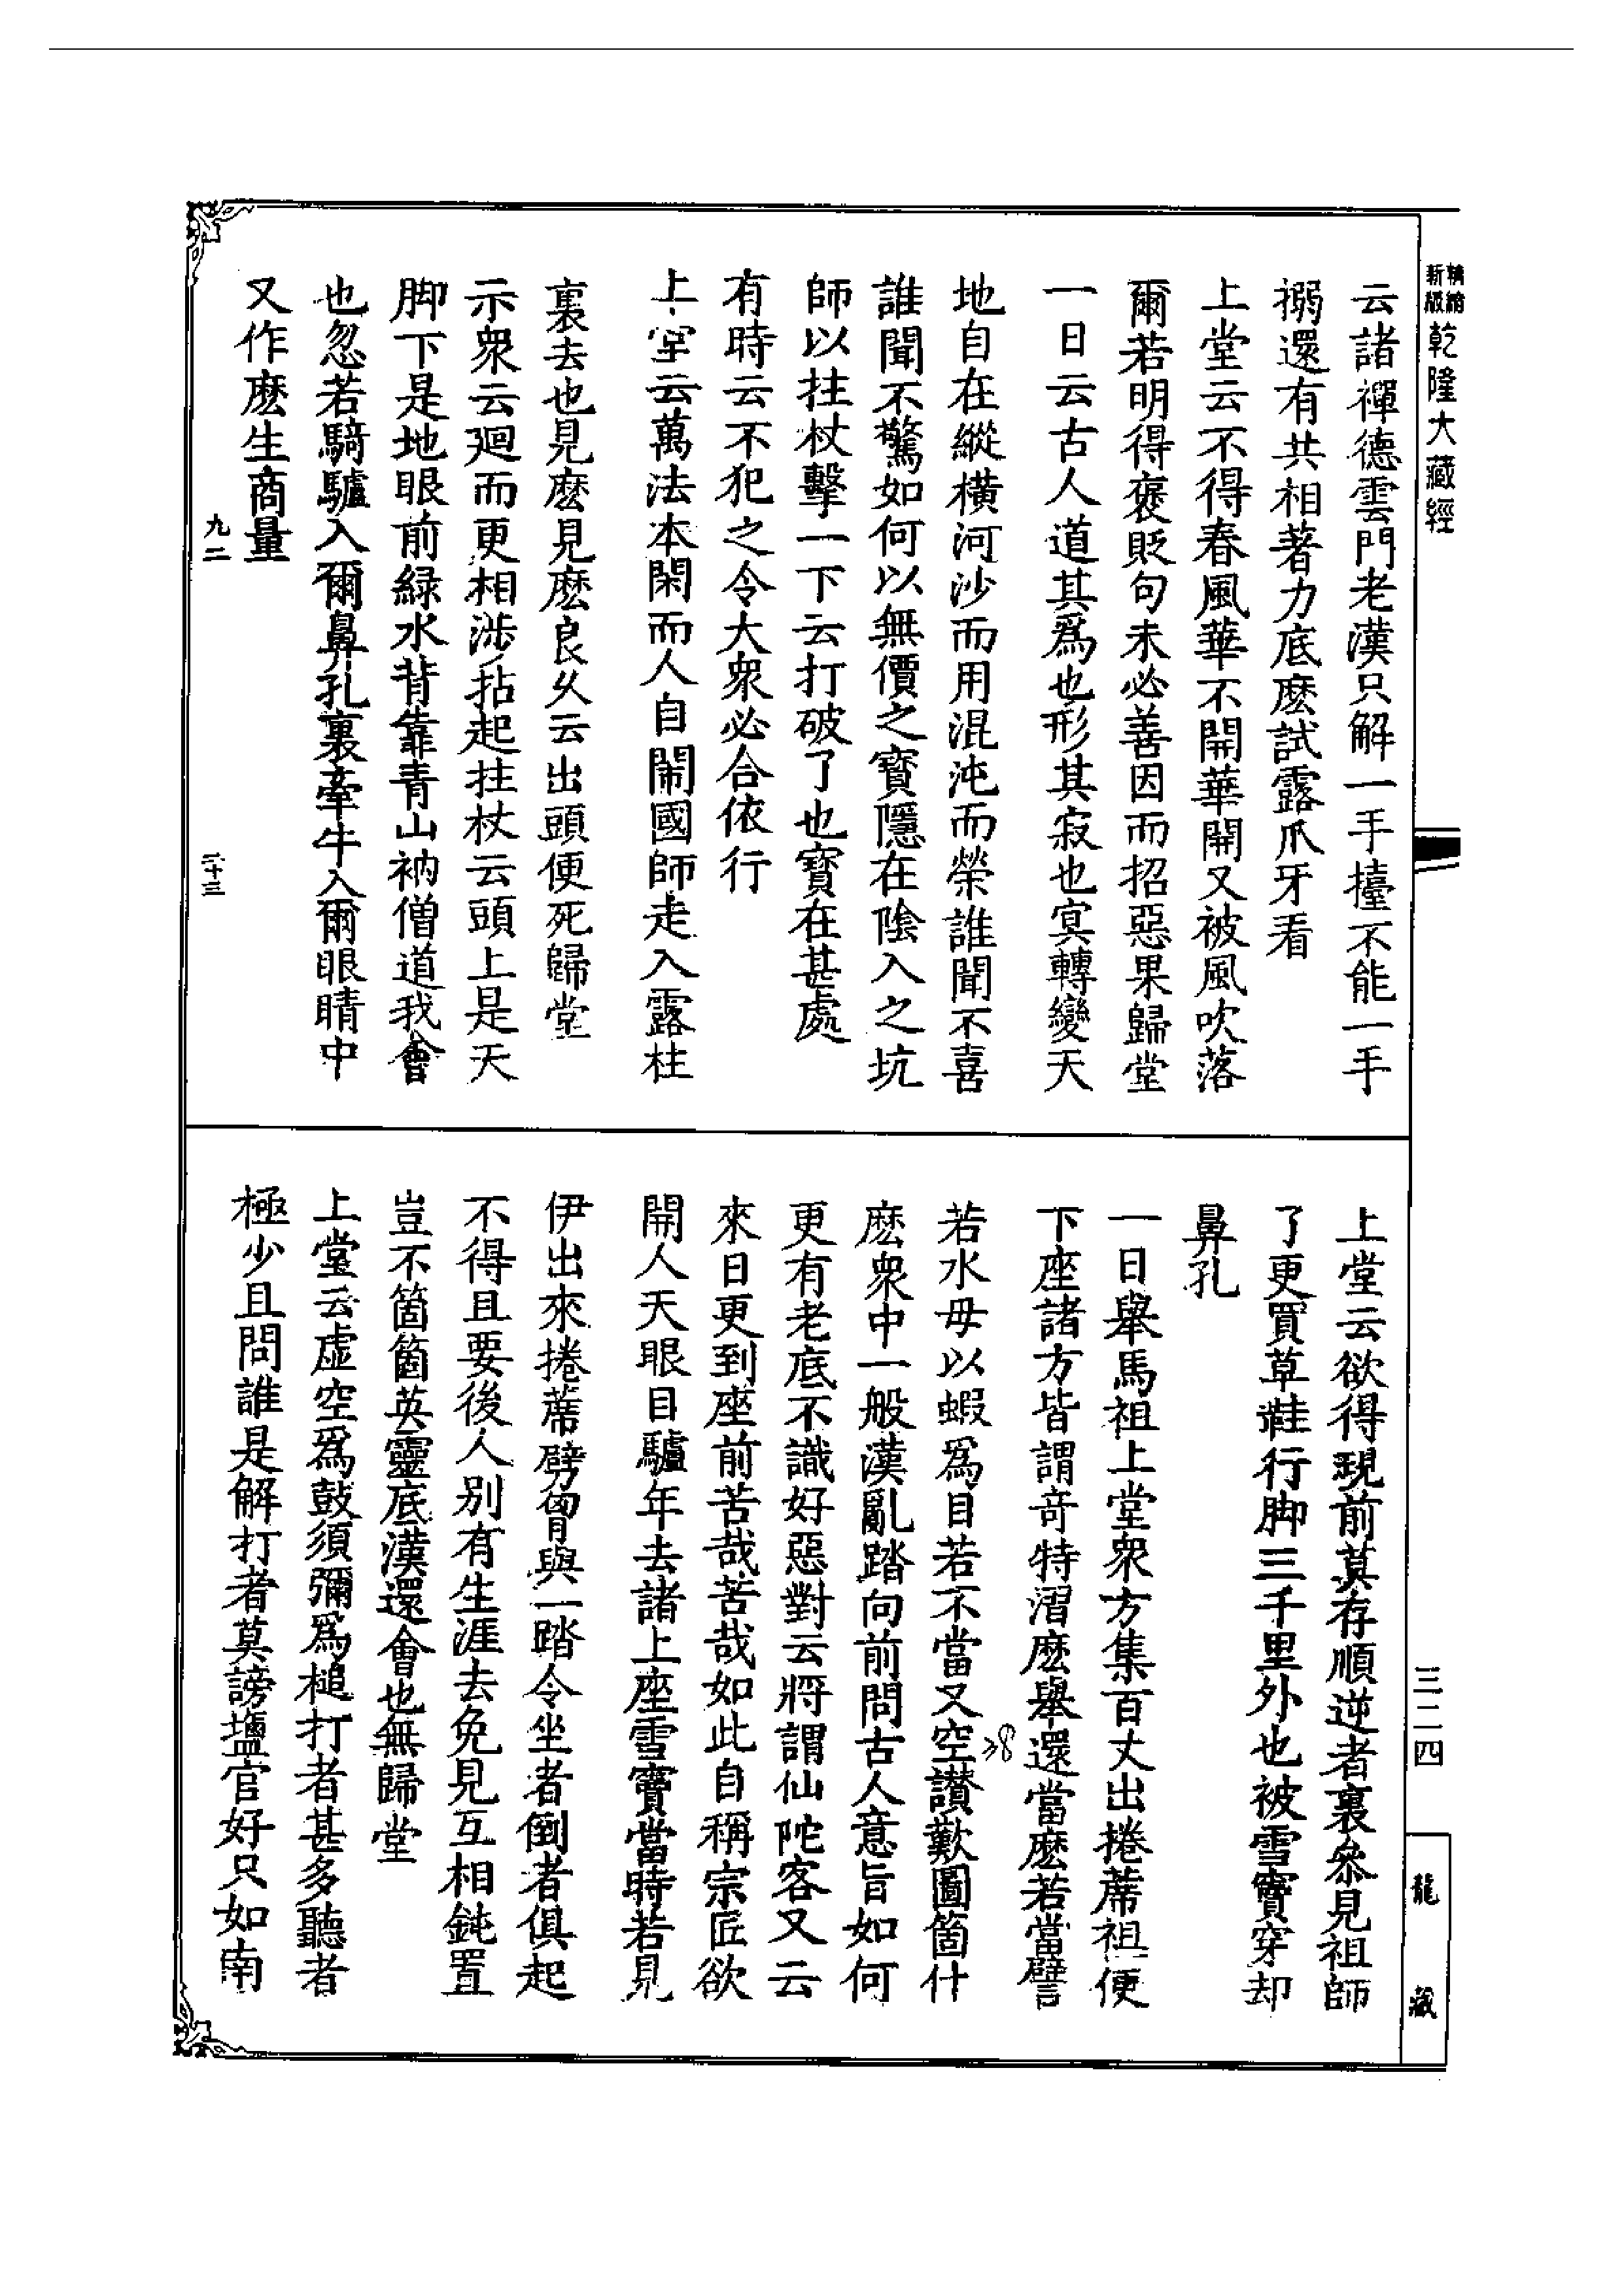 精縮新版乾隆大藏經
云諸禪德雲門老漢只解一手擡不能一手
搦還有共相著力底麽試露爪牙看
上堂云不得春風華不開華開又被風吹落
爾若明得褒貶句未必善因而招惡果歸堂
一日云古人道其爲也形其寂也冥轉變天
地自在縱橫河沙而用混沌而榮誰聞不喜
誰聞不驚如何以無價之寶隱在陰入之坑
師以拄杖擊一下云打破了也寶在甚處
有時云不犯之令大衆必合依行
上堂云萬法本閑而人自鬧國師走入露柱
裏去也見麽見麽良久云出頭便死歸堂
示衆云廻而更相涉拈起拄杖云頭上是天
脚下是地眼前緑水背靠青山衲僧道我會
也忽若騎驢入爾鼻孔裏牽牛入爾眼睛中
又作麽生商量
九二
二十三
三二四
龍藏
上堂云欲得現前莫存順逆者裏叅見祖師
了更買草鞋行脚三千里外也被雪竇穿却
鼻孔
一日舉馬祖上堂衆方集百丈出捲蓆祖便
下座諸方皆謂奇特漝麽舉還當麽若當譬
若水母以蝦爲目若不當又空讃歎圖箇什
麽衆中一般漢亂踏向前問古人意旨如何
更有老底不識好惡對云將謂仙陀客又云
來日更到座前苦哉苦哉如此自稱宗匠欲
開人天眼目驢年去諸上座雪竇當時若見
伊出來捲蓆劈胷與一踏令坐者倒者俱起
不得且要後人别有生涯去免見互相鈍置
豈不箇箇英靈底漢還會也無歸堂
上堂云虛空爲鼓須彌爲槌打者甚多聽者
極少且問誰是解打者莫謗鹽官好只如南